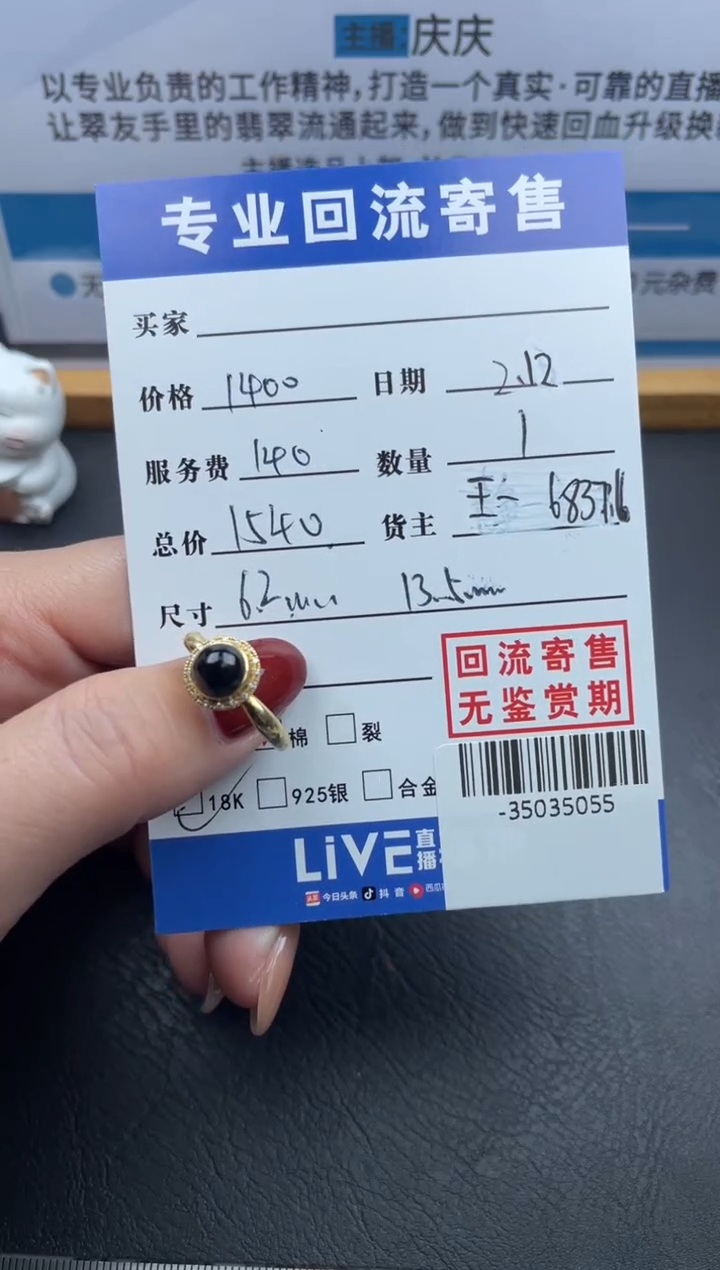 主播:庆庆
以专业负责的工作精神,打造一个真实·可靠的直播
让翠友手里的翡翠流通起来,做到快速回血升级换
元杂费
专业回流寄售
买家
价格 1400 日期 2.12
服务费 140 数量 1
总价 1540 货主
尺寸 6.2mm 13.5mm
回流寄售
无鉴赏期
棉 裂
18K 925银 合金
-35035055
LiVE 直播
今日头条 抖音 西瓜